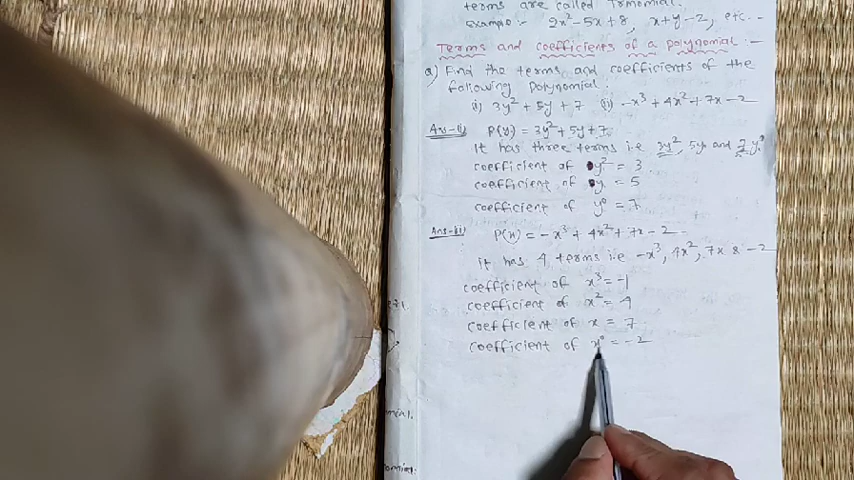 terms are called Trinomial.
Example:- 2x²-5x+8, x+y-2, etc.-
Terms and coefficients of a polynomial:-
Q) Find the terms and coefficients of the
following polynomial:
(i) 3y²+5y+7 (ii) -x³+4x²+7x-2
Ans-(i) P(y) = 3y²+5y+7.
It has three terms i.e 3y², 5y and 7y⁰
coefficient of y² = 3
coefficient of y = 5
coefficient of y⁰ = 7
Ans-(ii) P(x) = -x³+4x²+7x-2
it has 4 terms i.e -x³, 4x², 7x & -2
coefficient of x³ = -1
coefficient of x² = 4
coefficient of x = 7
coefficient of x⁰ = -2